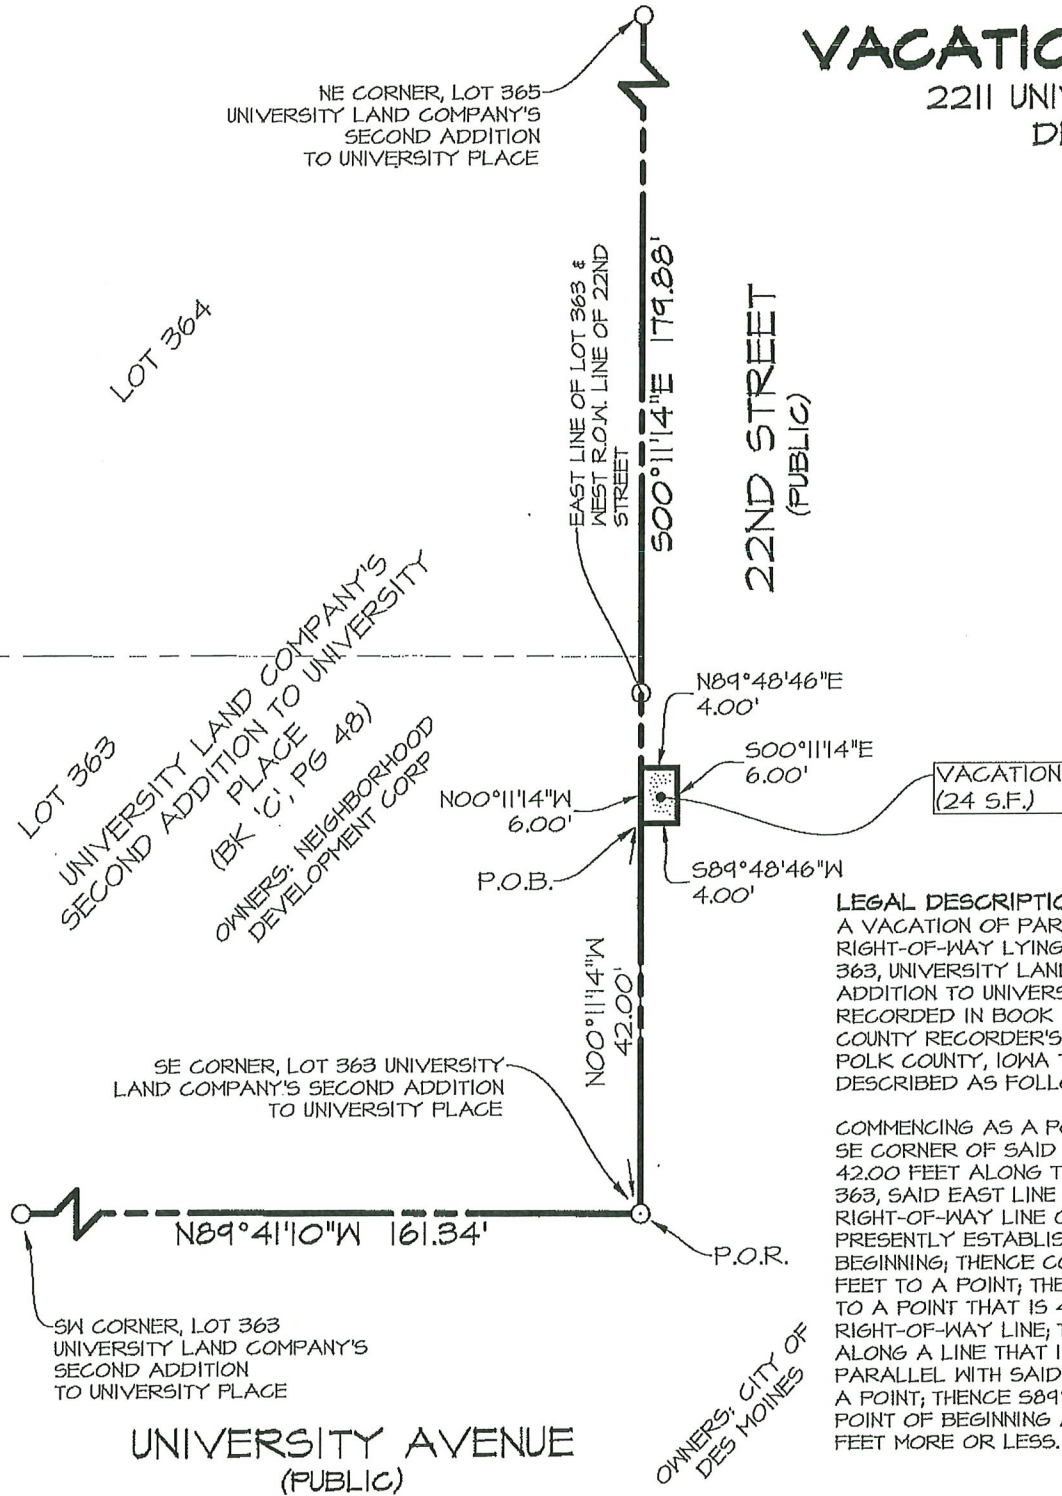 VACATIO
2211 UNIV
DE
NE CORNER, LOT 365
UNIVERSITY LAND COMPANY'S
SECOND ADDITION
TO UNIVERSITY PLACE
LOT 364
EAST LINE OF LOT 363 &
WEST R.O.W. LINE OF 22ND
STREET
S00°11'14"E 179.88'
22ND STREET
(PUBLIC)
LOT 363
UNIVERSITY LAND COMPANY'S
SECOND ADDITION TO UNIVERSITY
PLACE
(BK 'C', PG 48)
OWNERS: NEIGHBORHOOD
DEVELOPMENT CORP
N89°48'46"E
4.00'
S00°11'14"E
6.00'
N00°11'14"W
6.00'
VACATION
(24 S.F.)
P.O.B.
S89°48'46"W
4.00'
N00°11'14"W
42.00'
SE CORNER, LOT 363 UNIVERSITY
LAND COMPANY'S SECOND ADDITION
TO UNIVERSITY PLACE
N89°41'10"W 161.34'
P.O.R.
SW CORNER, LOT 363
UNIVERSITY LAND COMPANY'S
SECOND ADDITION
TO UNIVERSITY PLACE
UNIVERSITY AVENUE
(PUBLIC)
OWNERS: CITY OF
DES MOINES
LEGAL DESCRIPTIO
A VACATION OF PAR
RIGHT-OF-WAY LYING
363, UNIVERSITY LAND
ADDITION TO UNIVERS
RECORDED IN BOOK
COUNTY RECORDER'S
POLK COUNTY, IOWA T
DESCRIBED AS FOLLO
COMMENCING AS A PO
SE CORNER OF SAID
42.00 FEET ALONG T
363, SAID EAST LINE
RIGHT-OF-WAY LINE O
PRESENTLY ESTABLIS
BEGINNING; THENCE CO
FEET TO A POINT; THE
TO A POINT THAT IS 4
RIGHT-OF-WAY LINE; T
ALONG A LINE THAT I
PARALLEL WITH SAID
A POINT; THENCE S89°
POINT OF BEGINNING A
FEET MORE OR LESS.